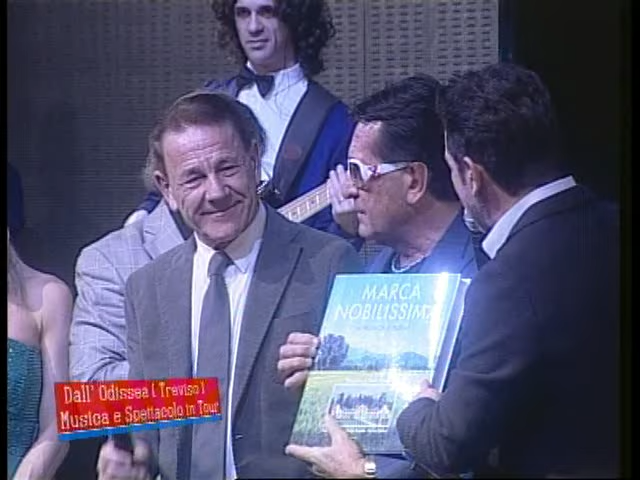 MARCA
NOBILISSIMA
Dall' Odissea (Treviso)
Musica e Spettacolo in Tour